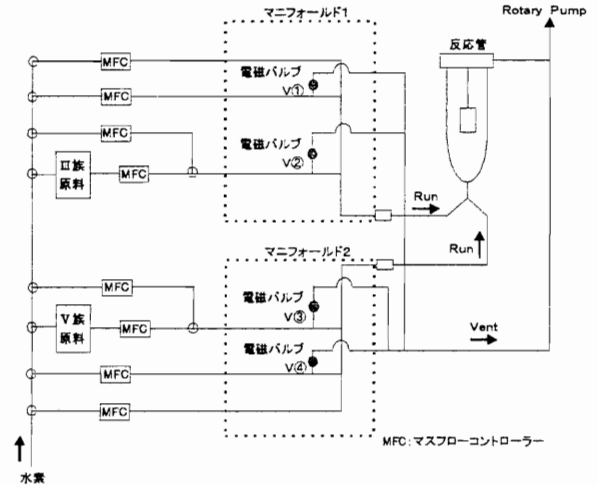 マニフォールド1
Rotary Pump
反応管
MFC
電磁バルブ
V①
MFC
MFC
電磁バルブ
V②
Ⅲ族
原料
MFC
Run
マニフォールド2
Run
MFC
電磁バルブ
V③
Ⅴ族
原料
MFC
Vent
電磁バルブ
V④
MFC
MFC
MFC:マスフローコントローラー
水素